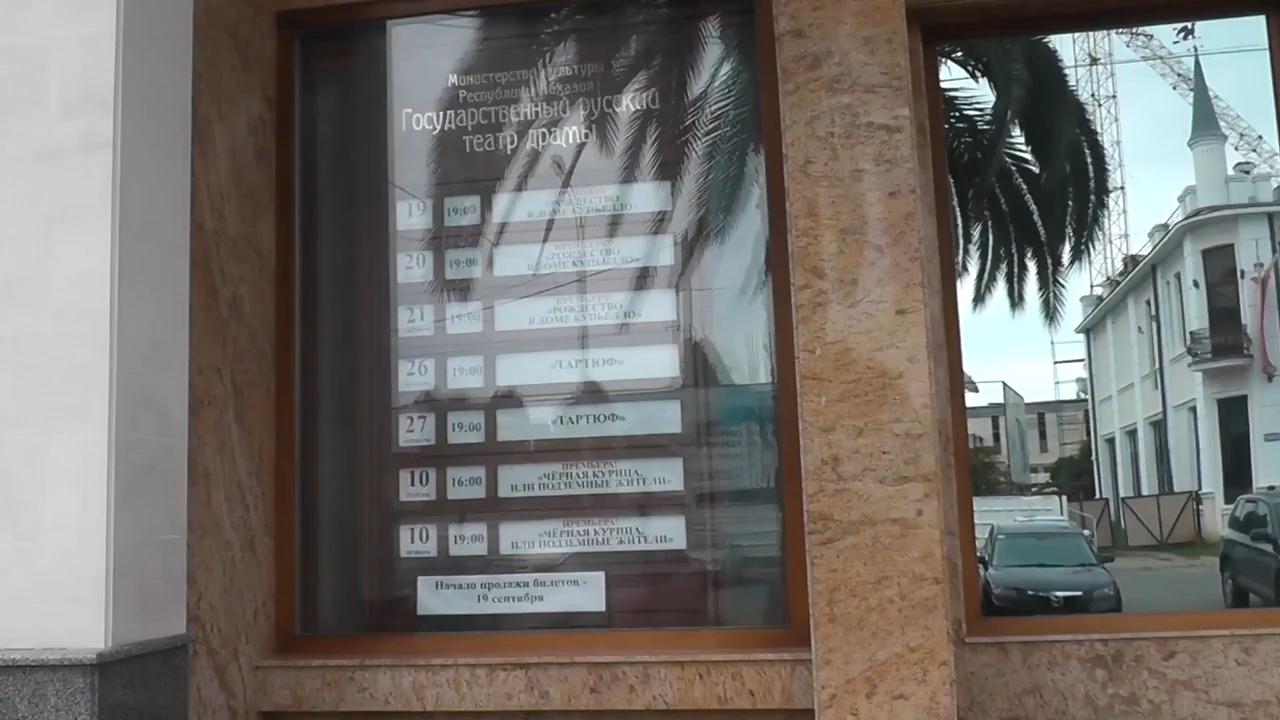 Министерство культуры
Республики Абхазия
Государственный русский
театр драмы
19 19:00 ПРЕМЬЕРА!
«РОЖДЕСТВО
В ДОМЕ КУПЬЕЛЛО»
20 19:00 ПРЕМЬЕРА!
«РОЖДЕСТВО
В ДОМЕ КУПЬЕЛЛО»
21 19:00 ПРЕМЬЕРА!
«РОЖДЕСТВО
В ДОМЕ КУПЬЕЛЛО»
26 19:00 «ТАРТЮФ»
27 19:00 «ТАРТЮФ»
10 16:00 ПРЕМЬЕРА!
«ЧЁРНАЯ КУРИЦА,
ИЛИ ПОДЗЕМНЫЕ ЖИТЕЛИ»
10 19:00 ПРЕМЬЕРА!
«ЧЁРНАЯ КУРИЦА,
ИЛИ ПОДЗЕМНЫЕ ЖИТЕЛИ»
Начало продажи билетов -
19 сентября